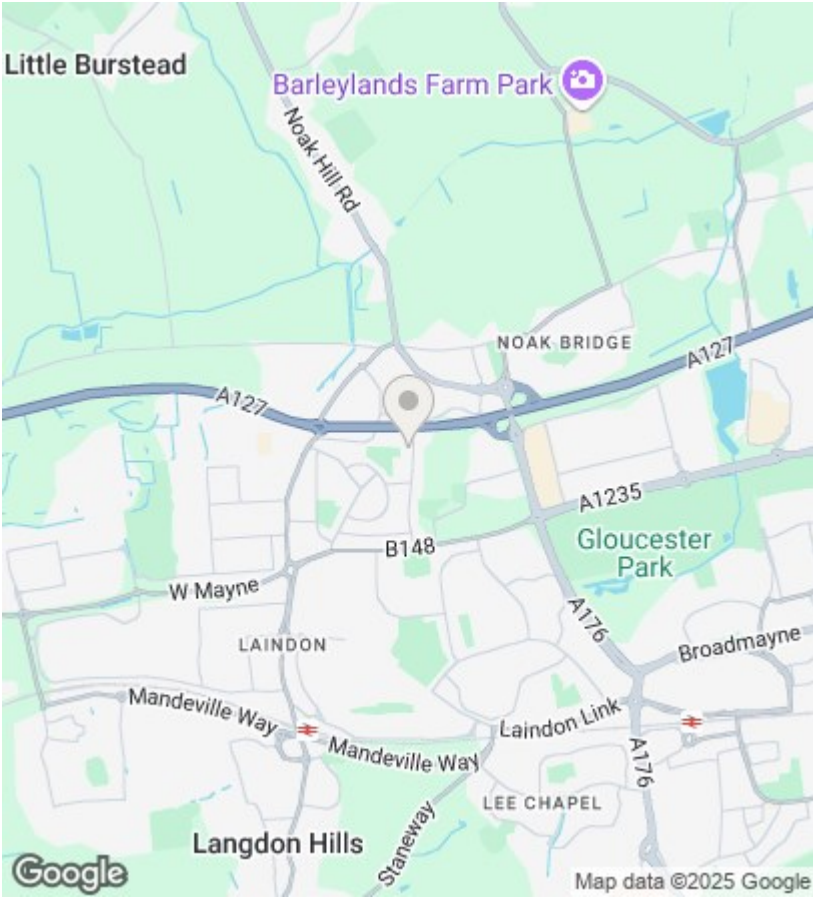 Little Burstead
Barleylands Farm Park
Noak Hill Rd
NOAK BRIDGE
A127
A127
A1235
Gloucester
Park
B148
W Mayne
A176
Broadmayne
LAINDON
Mandeville Way
Mandeville Way
Laindon Link
A176
LEE CHAPEL
Staneway
Langdon Hills
Google
Map data ©2025 Google